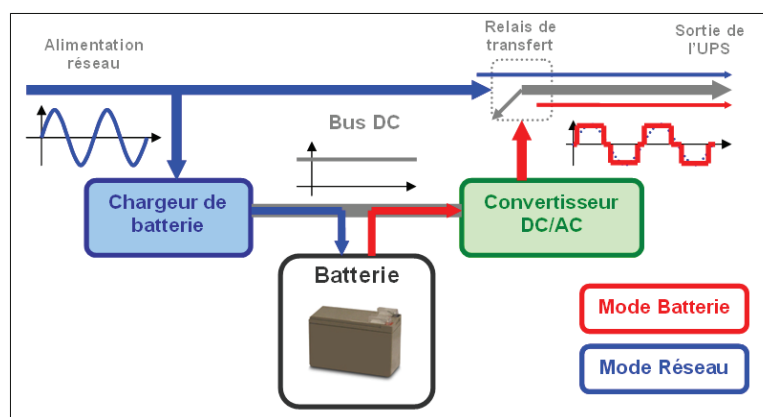 Alimentation
réseau
Relais de
transfert
Sortie de
l'UPS
Bus DC
Chargeur de
batterie
Convertisseur
DC/AC
Batterie
Mode Batterie
Mode Réseau